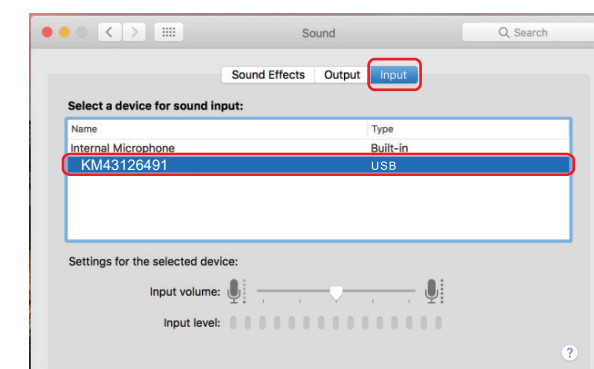 Sound
Search
Sound Effects Output Input
Select a device for sound input:
Name Type
Internal Microphone Built-in
KM43126491 USB
Settings for the selected device:
Input volume:
Input level:
?